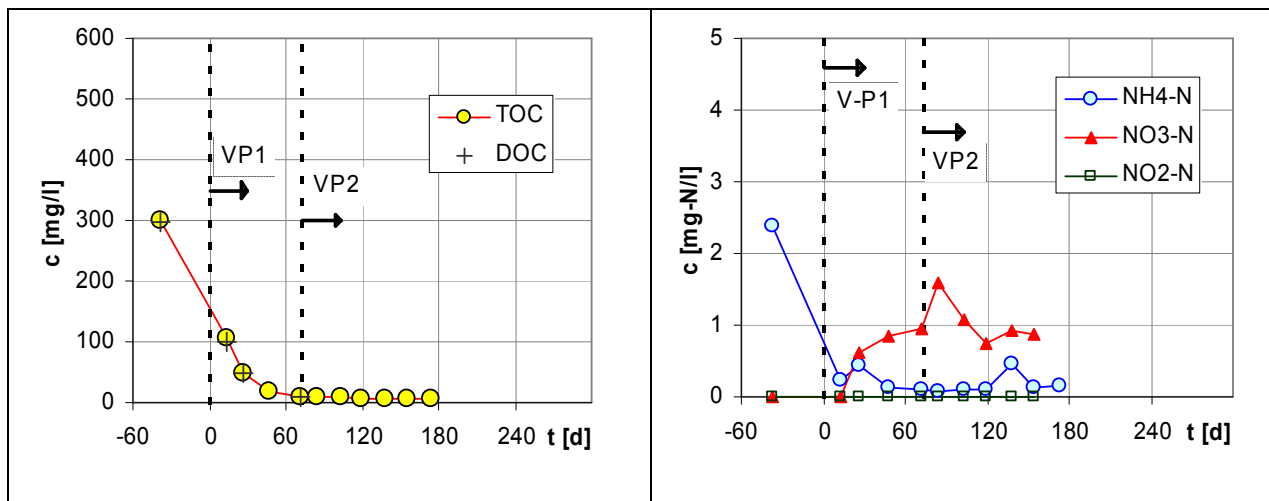 600
500
400
300
200
100
0
c [mg/l]
-60 0 60 120 180 240 t [d]
VP1
VP2
TOC
DOC
5
4
3
2
1
0
c [mg-N/l]
-60 0 60 120 180 240 t [d]
V-P1
VP2
NH4-N
NO3-N
NO2-N